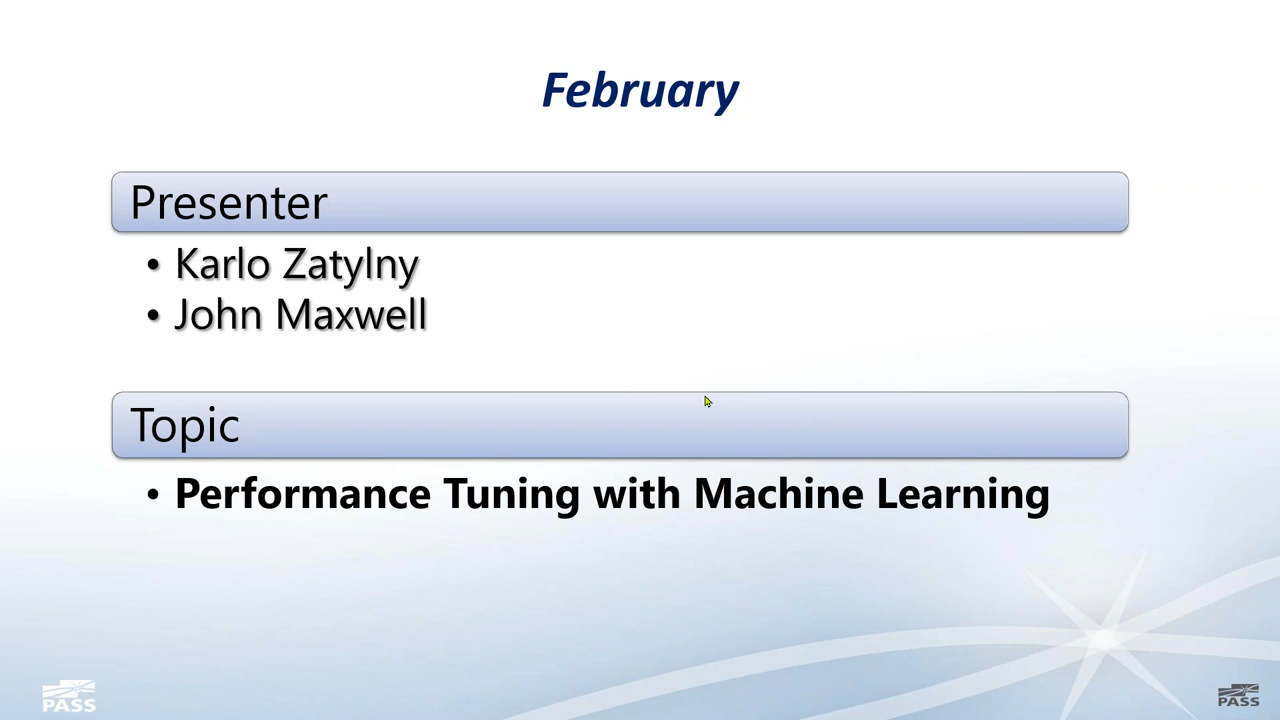 February
Presenter
• Karlo Zatylny
• John Maxwell
Topic
• Performance Tuning with Machine Learning
PASS
PASS